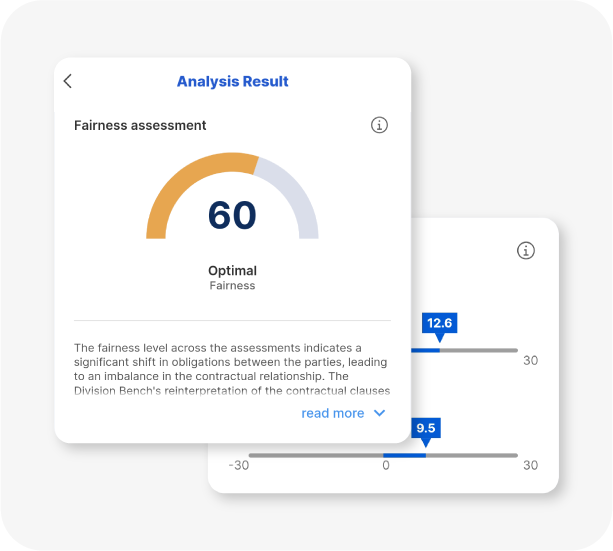 Analysis Result
Fairness assessment
60
Optimal
Fairness
The fairness level across the assessments indicates a
significant shift in obligations between the parties, leading
to an imbalance in the contractual relationship. The
Division Bench's reinterpretation of the contractual clauses
read more
12.6
30
9.5
-30
0
30